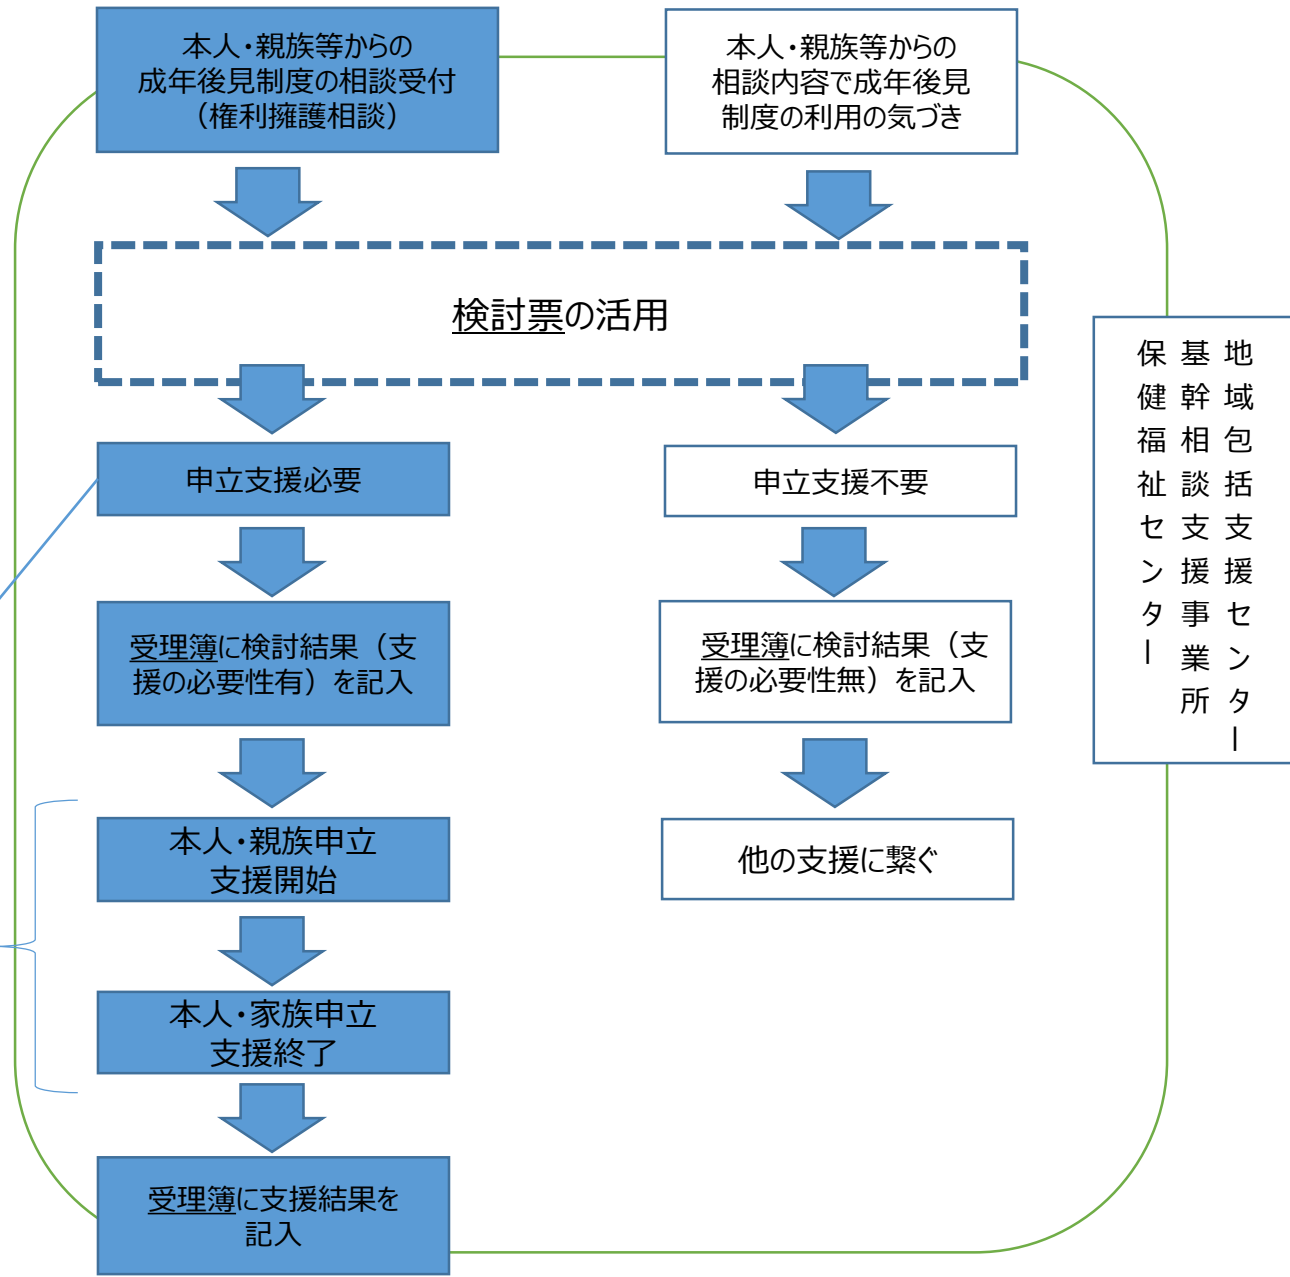 本人・親族等からの
成年後見制度の相談受付
（権利擁護相談）
本人・親族等からの
相談内容で成年後見
制度の利用の気づき
検討票の活用
申立支援必要
申立支援不要
受理簿に検討結果（支
援の必要性有）を記入
受理簿に検討結果（支
援の必要性無）を記入
本人・親族申立
支援開始
他の支援に繋ぐ
本人・家族申立
支援終了
受理簿に支援結果を
記入
地域包括支援センター
基幹相談支援事業所
保健福祉センター